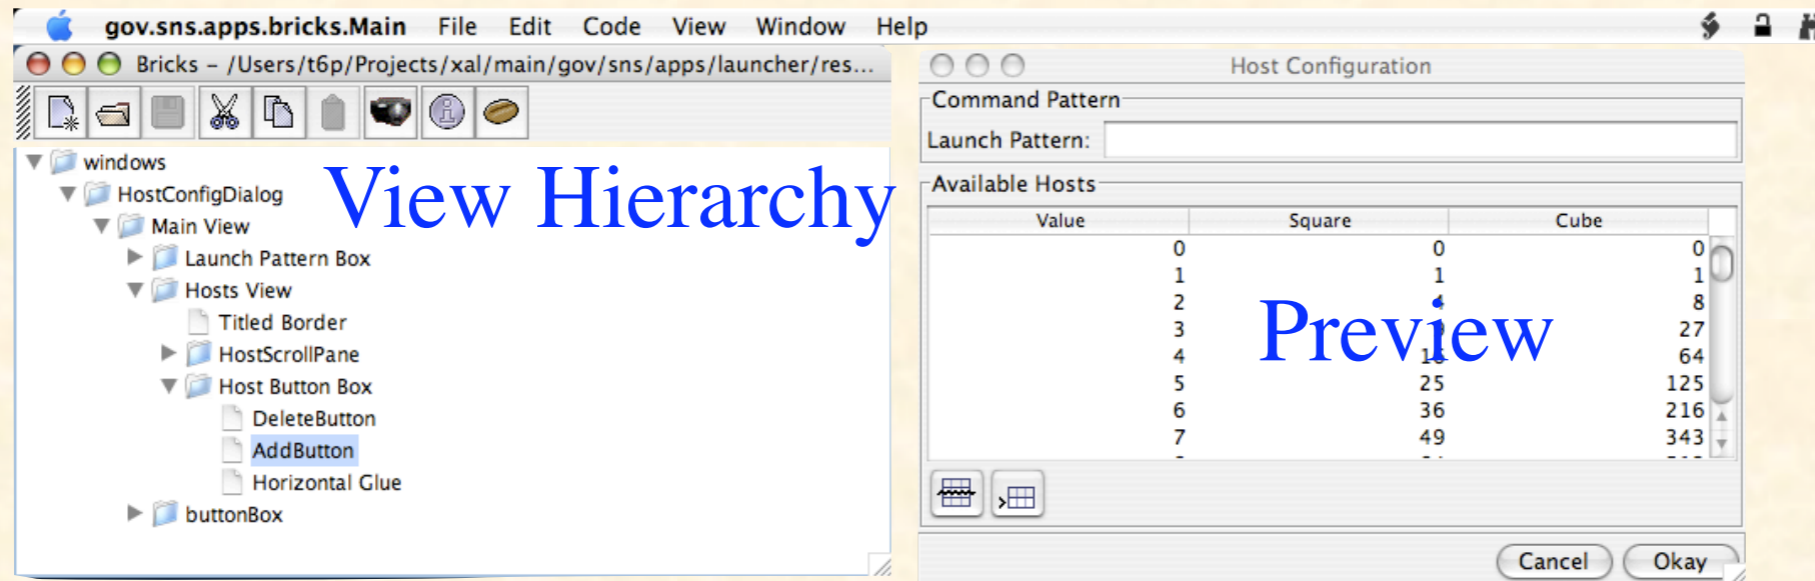 gov.sns.apps.bricks.Main File Edit Code View Window Help
Bricks – /Users/t6p/Projects/xal/main/gov/sns/apps/launcher/res...
windows
HostConfigDialog
Main View
Launch Pattern Box
Hosts View
Titled Border
HostScrollPane
Host Button Box
DeleteButton
AddButton
Horizontal Glue
buttonBox
View Hierarchy
Host Configuration
Command Pattern
Launch Pattern:
Available Hosts
Value Square Cube
0 0 0
1 1 1
2 4 8
3 27
4 16 64
5 25 125
6 36 216
7 49 343
Preview
Cancel Okay